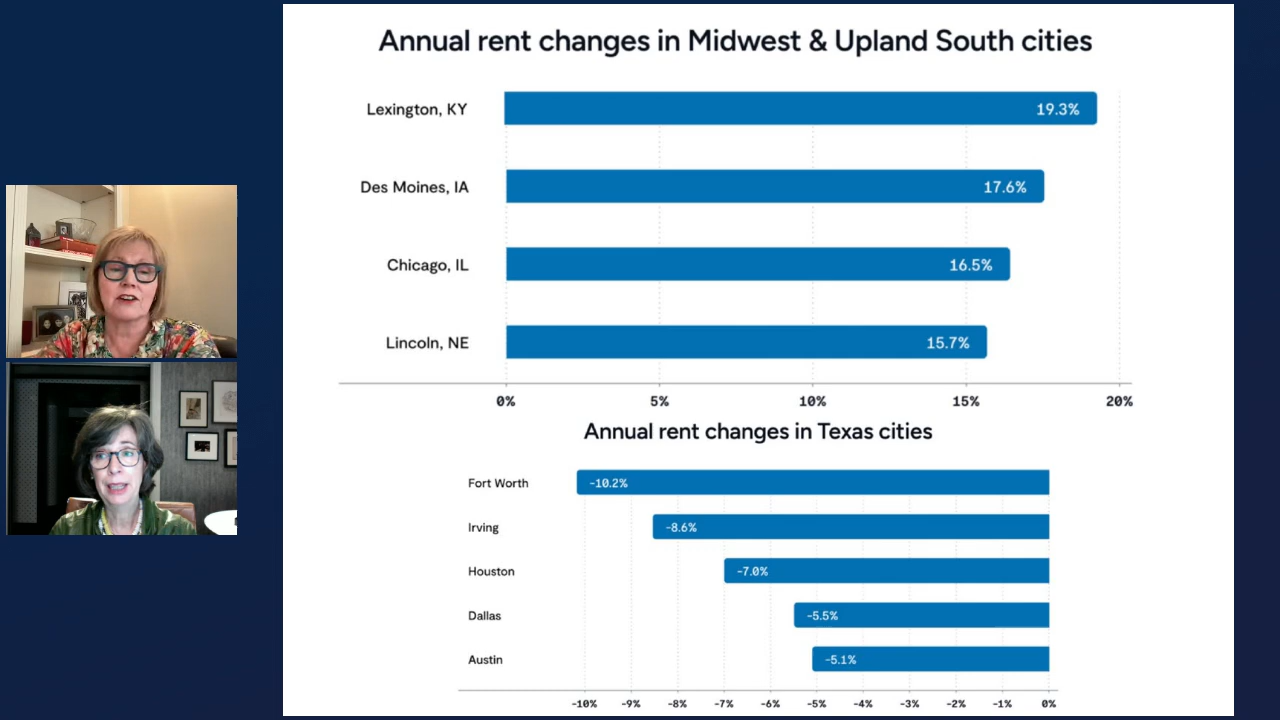 Annual rent changes in Midwest & Upland South cities
Lexington, KY 19.3%
Des Moines, IA 17.6%
Chicago, IL 16.5%
Lincoln, NE 15.7%
0% 5% 10% 15% 20%
Annual rent changes in Texas cities
Fort Worth -10.2%
Irving -8.6%
Houston -7.0%
Dallas -5.5%
Austin -5.1%
-10% -9% -8% -7% -6% -5% -4% -3% -2% -1% 0%